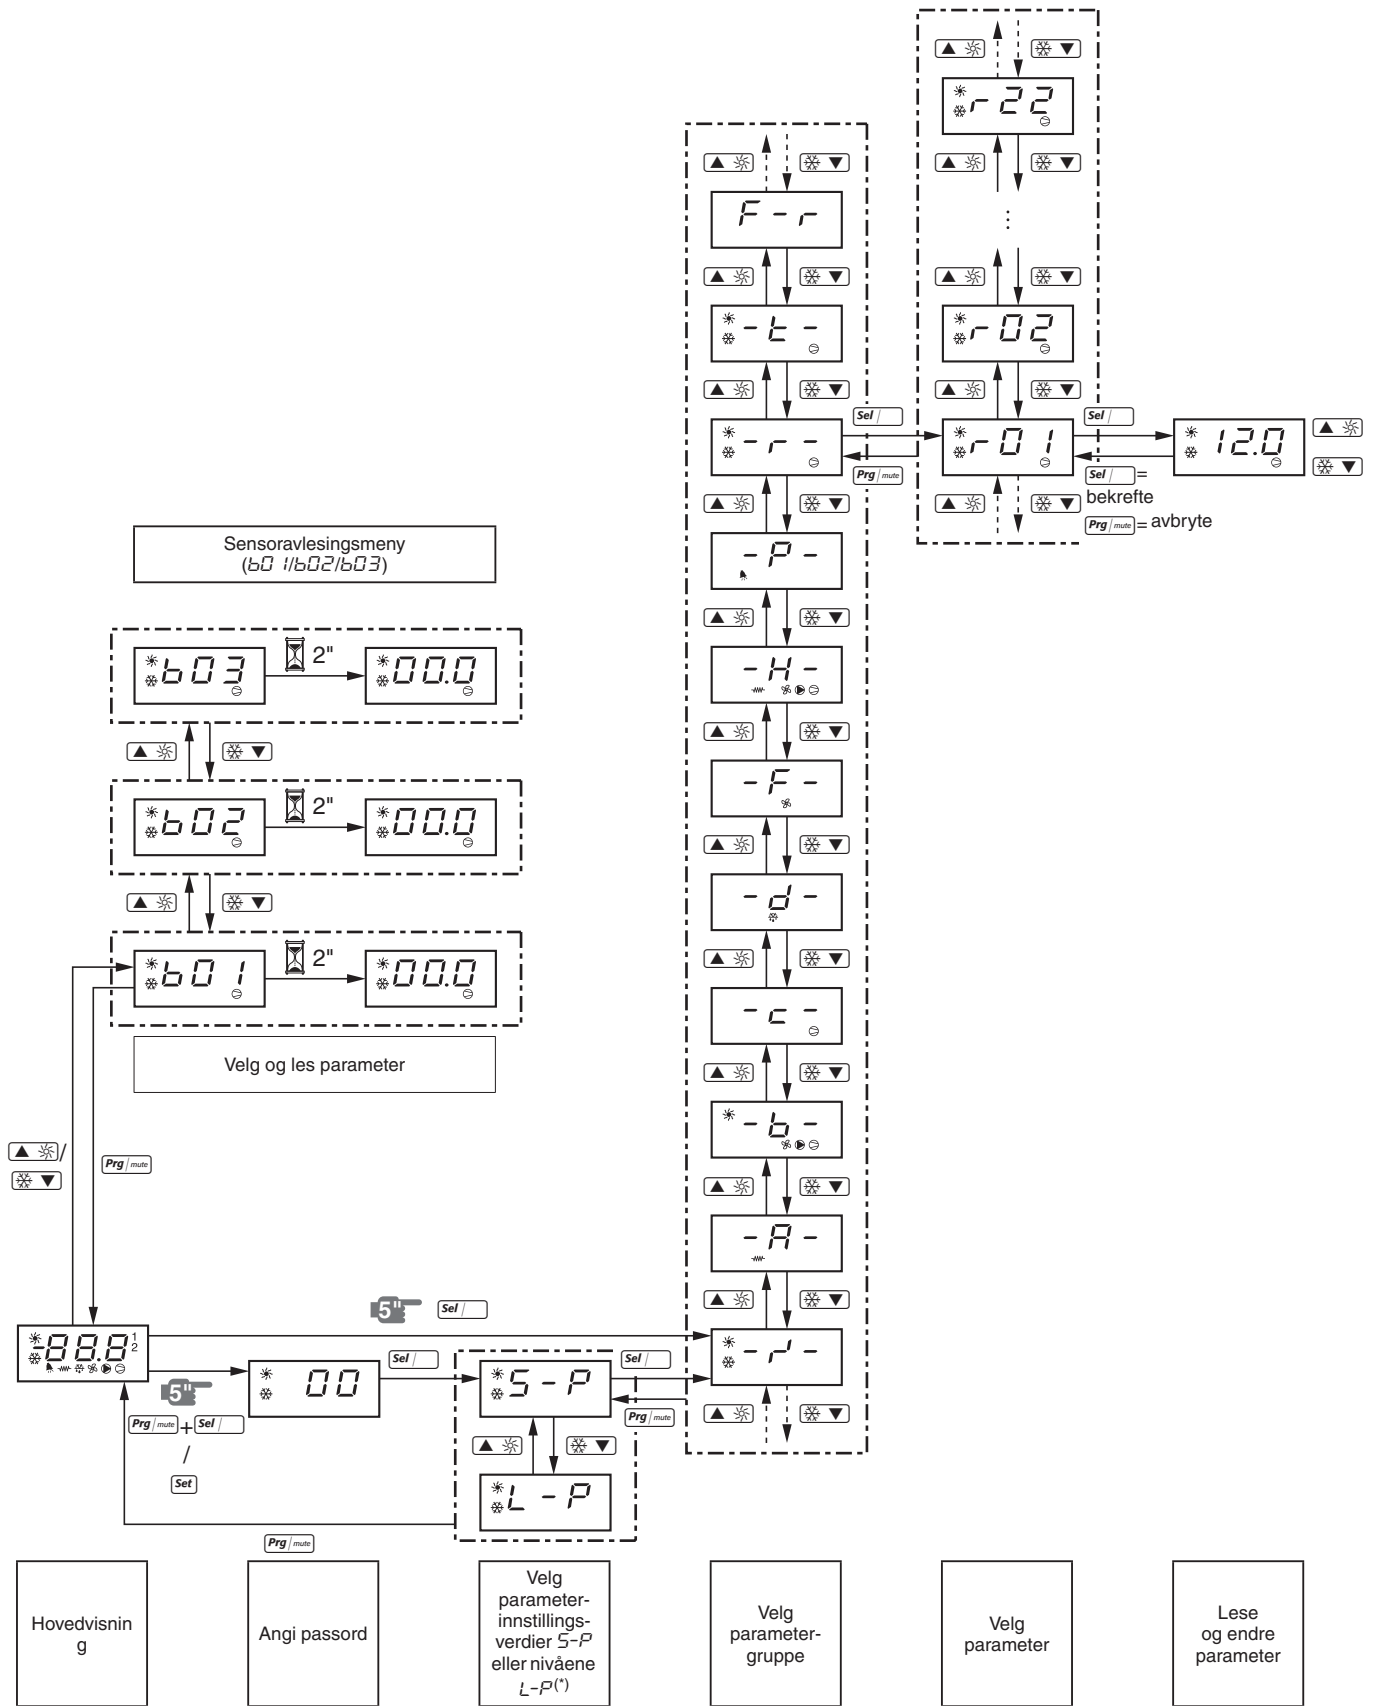 r22
F-r
-t-
r02
Sel
-r-
r01
Sel
12.0
Prg/mute
Sel = bekrefte
Prg/mute = avbryte
-P-
Sensoravlesingsmeny
(b01/b02/b03)
b03
2"
00.0
-H-
-F-
b02
2"
00.0
-d-
b01
2"
00.0
-c-
Velg og les parameter
-b-
/
Prg/mute
-A-
5"
Sel
-88.8
1
2
00
Sel
S-P
Sel
-/-
5"
Prg/mute + Sel
/
Set
Prg/mute
L-P
Prg/mute
Hovedvisnin
g
Angi passord
Velg
parameter-
innstillings-
verdier S-P
eller nivåene
L-P(*)
Velg
parameter-
gruppe
Velg
parameter
Lese
og endre
parameter